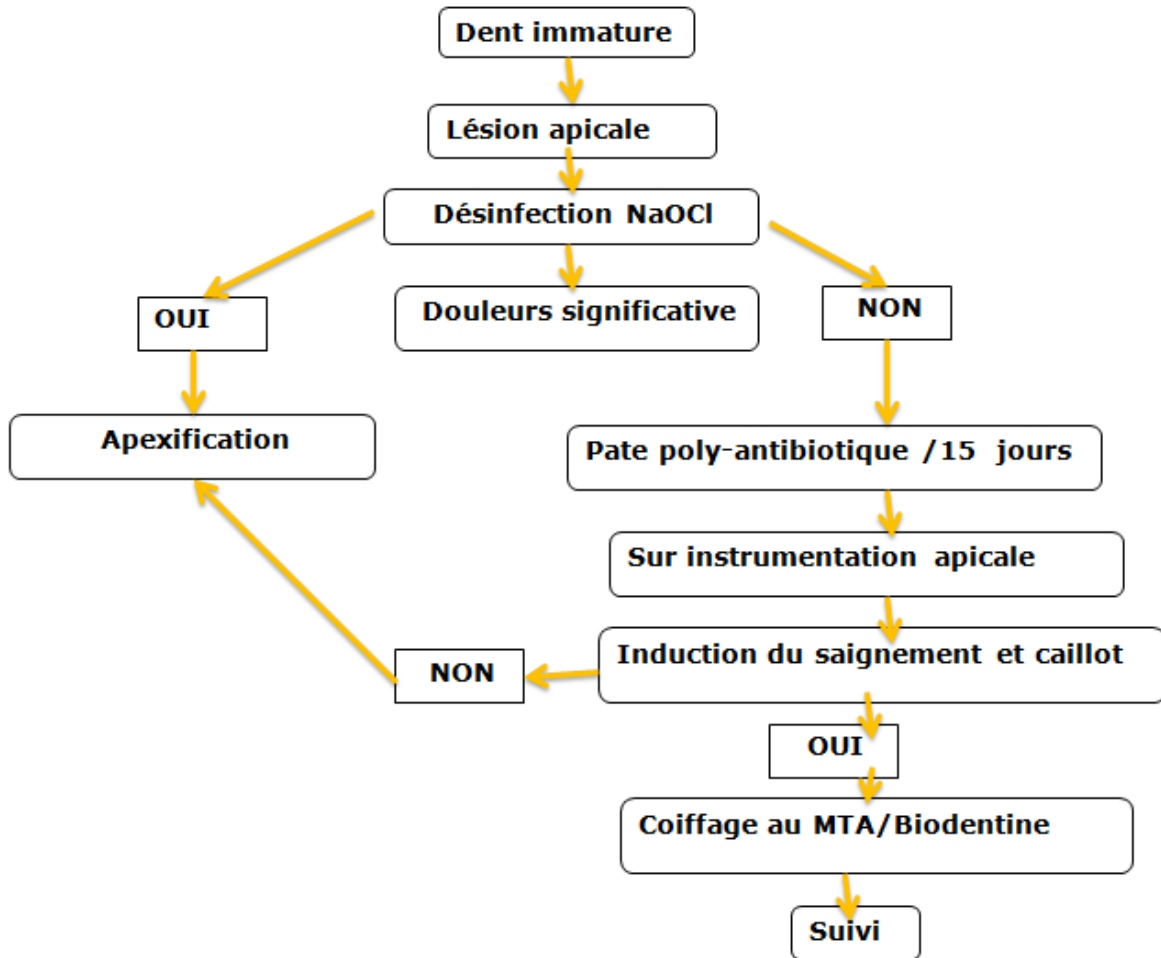 Dent immature
Lésion apicale
Désinfection NaOCl
OUI
Douleurs significative
NON
Apexification
Pate poly-antibiotique /15 jours
Sur instrumentation apicale
Induction du saignement et caillot
NON
OUI
Coiffage au MTA/Biodentine
Suivi